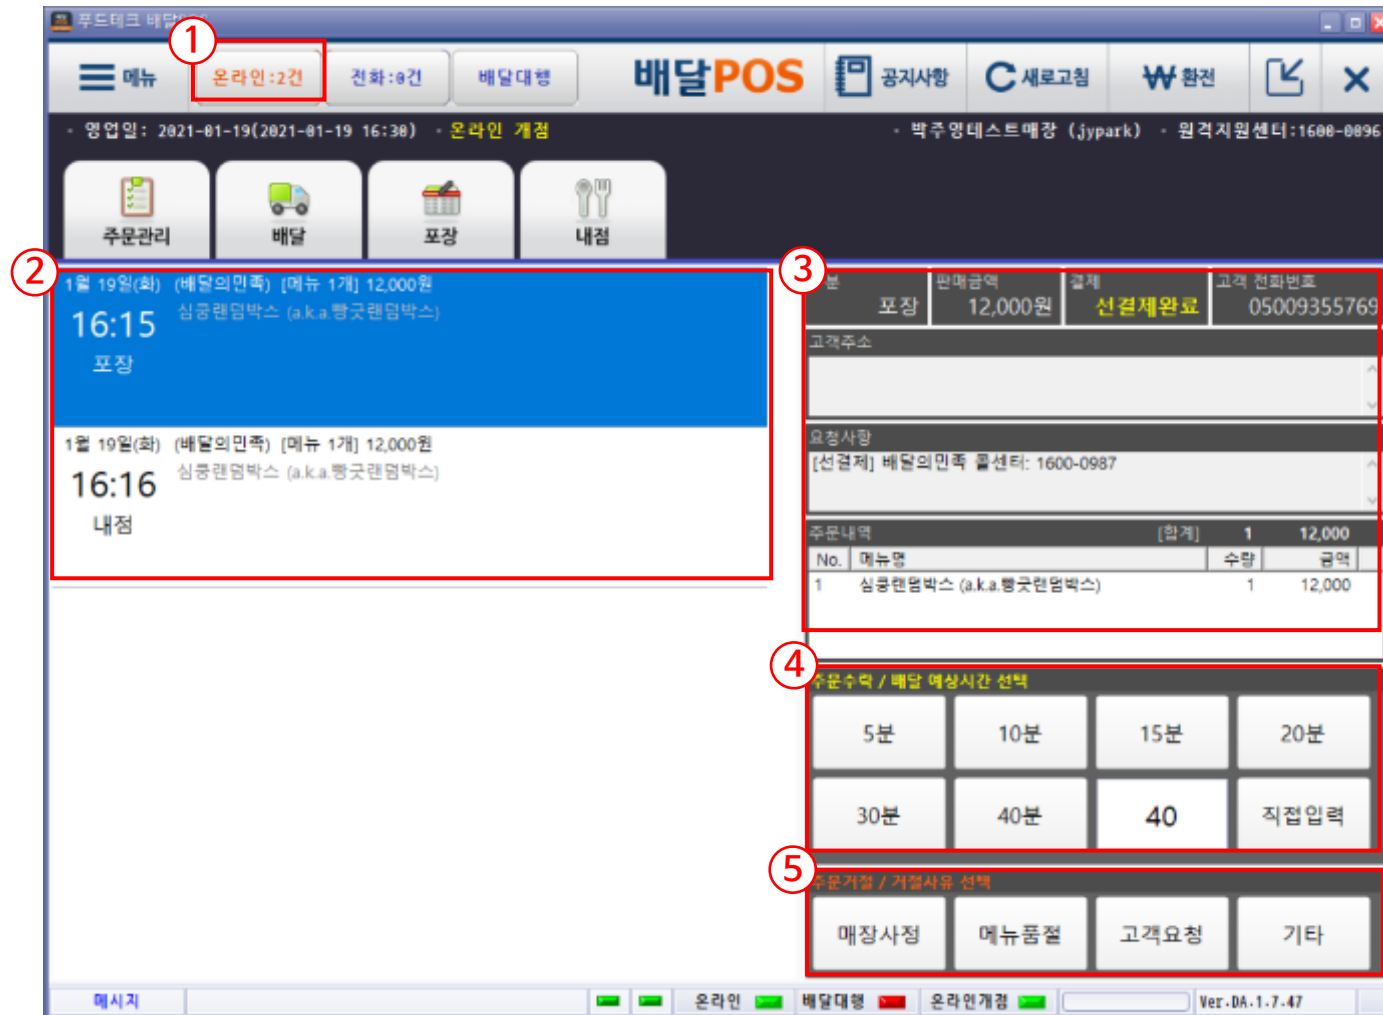 푸드테크 배달
①
메뉴
온라인:2건
전화:0건
배달대행
배달POS
공지사항
새로고침
환전
- 영업일: 2021-01-19(2021-01-19 16:30)
- 온라인 개점
- 박주영테스트매장 (jypark)
- 원격지원센터:1600-0896
주문관리
배달
포장
내점
②
1월 19일(화) (배달의민족) [메뉴 1개] 12,000원
16:15 심쿵랜덤박스 (a.k.a.빵긋랜덤박스)
포장
1월 19일(화) (배달의민족) [메뉴 1개] 12,000원
16:16 심쿵랜덤박스 (a.k.a.빵긋랜덤박스)
내점
③
분 판매금액 결제 고객 전화번호
포장 12,000원 선결제완료 05009355769
고객주소
요청사항
[선결제] 배달의민족 콜센터: 1600-0987
주문내역 [합계] 1 12,000
No. 메뉴명 수량 금액
1 심쿵랜덤박스 (a.k.a.빵긋랜덤박스) 1 12,000
④
주문수락 / 배달 예상시간 선택
5분 10분 15분 20분
30분 40분 40 직접입력
⑤
주문거절 / 거절사유 선택
매장사정 메뉴품절 고객요청 기타
메시지 온라인 배달대행 온라인개점 Ver.DA.1.7.47